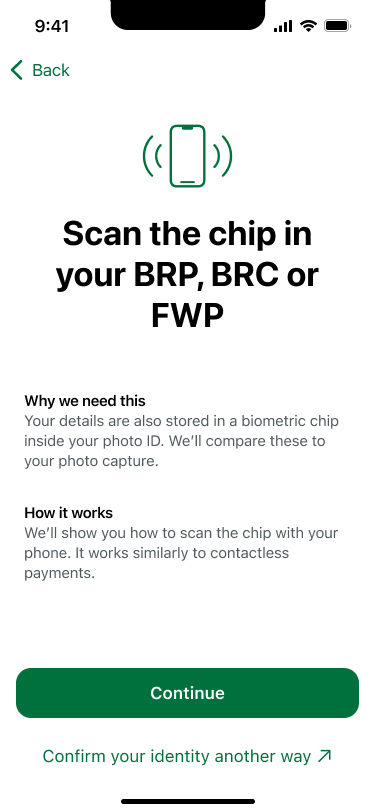 9:41
Back
Scan the chip in
your BRP, BRC or
FWP
Why we need this
Your details are also stored in a biometric chip
inside your photo ID. We’ll compare these to
your photo capture.
How it works
We’ll show you how to scan the chip with your
phone. It works similarly to contactless
payments.
Continue
Confirm your identity another way